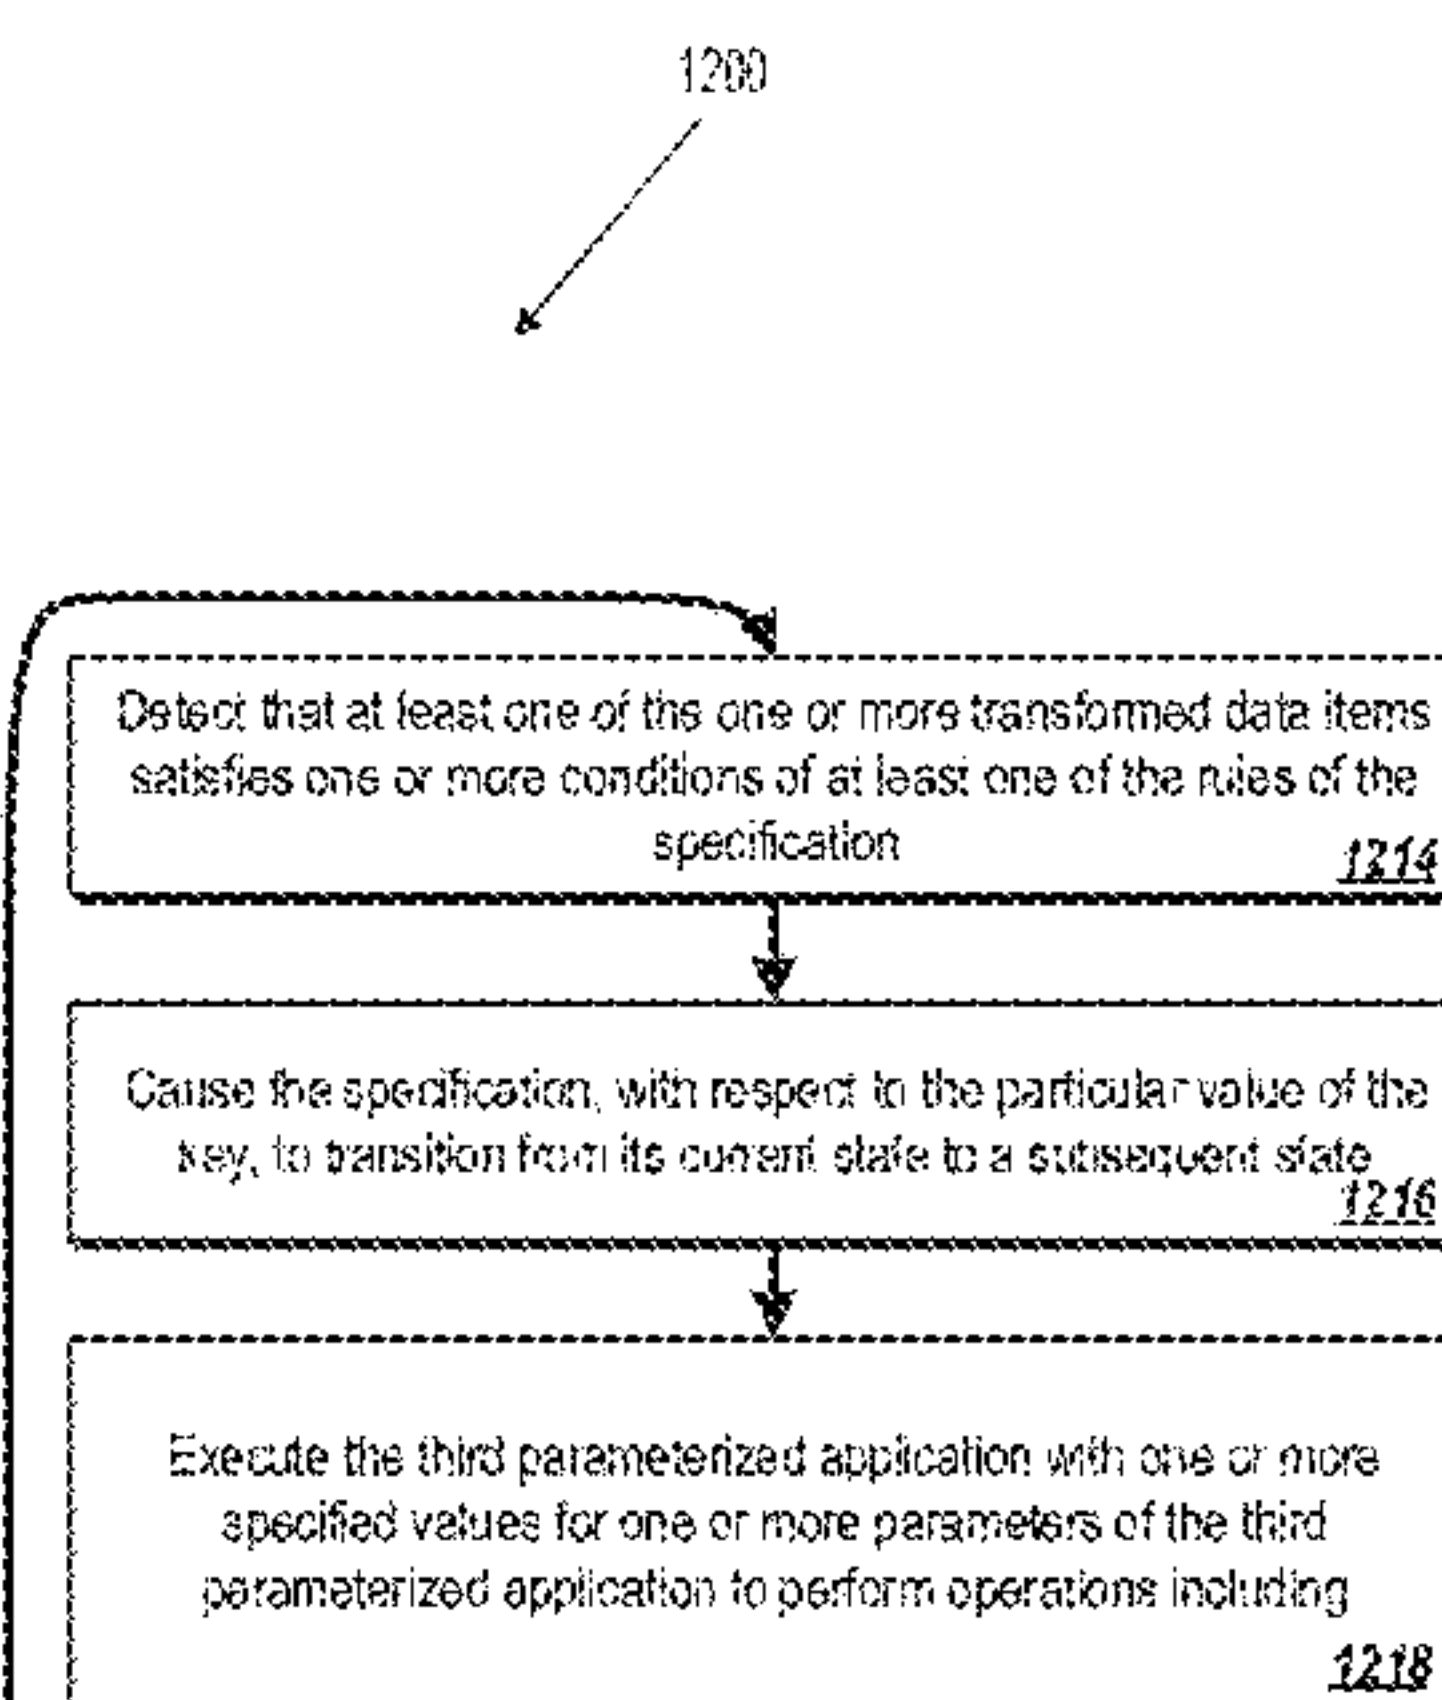 1200
Detect that at least one of the one or more transformed data items
satisfies one or more conditions of at least one of the rules of the
specification
1214
Cause the specification, with respect to the particular value of the
key, to transition from its current state to a subsequent state
1216
Execute the third parameterized application with one or more
specified values for one or more parameters of the third
parameterized application to perform operations including
1218